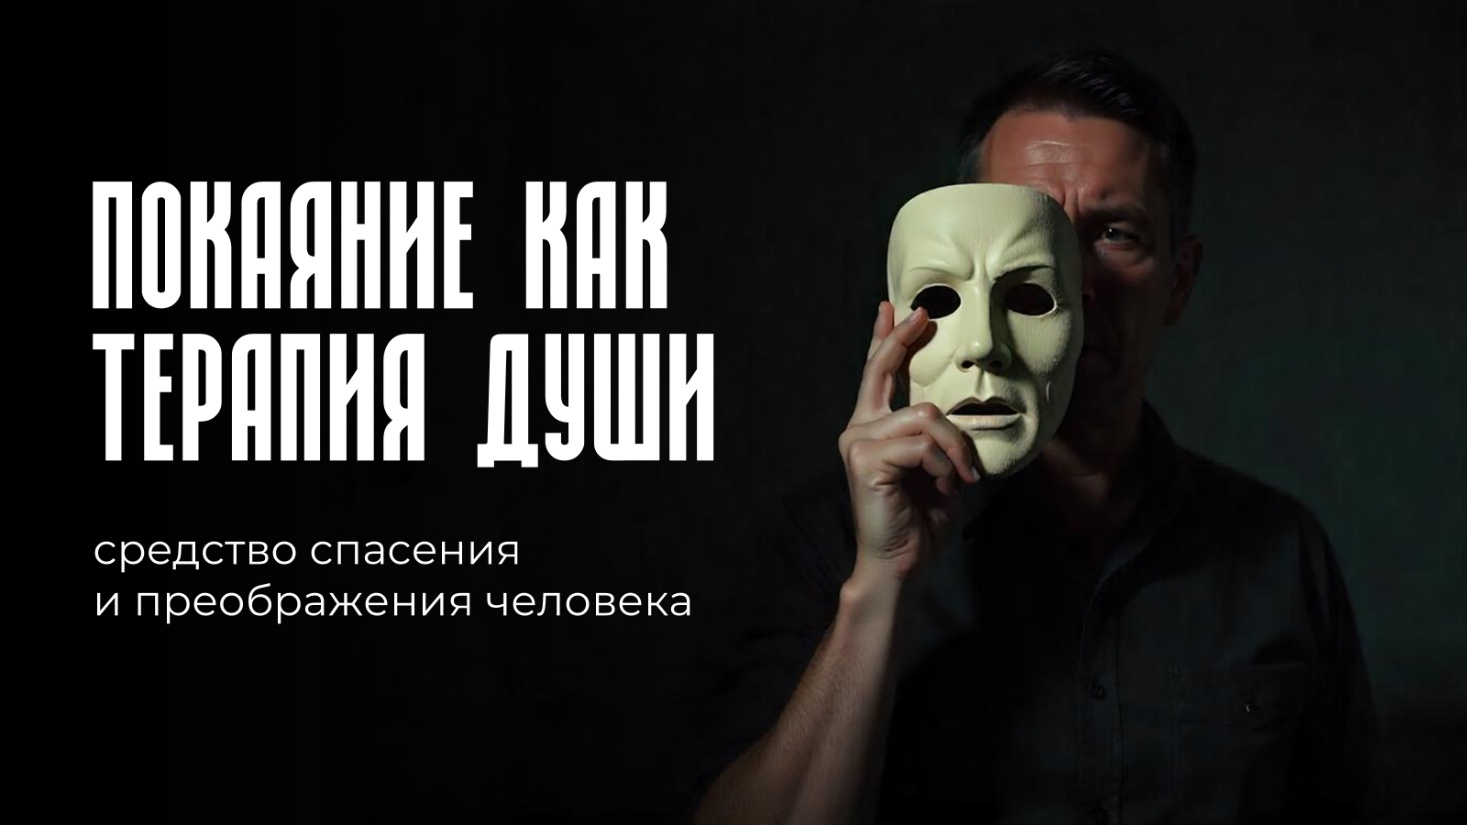 ПОКАЯНИЕ КАК
ТЕРАПИЯ ДУШИ
средство спасения
и преображения человека